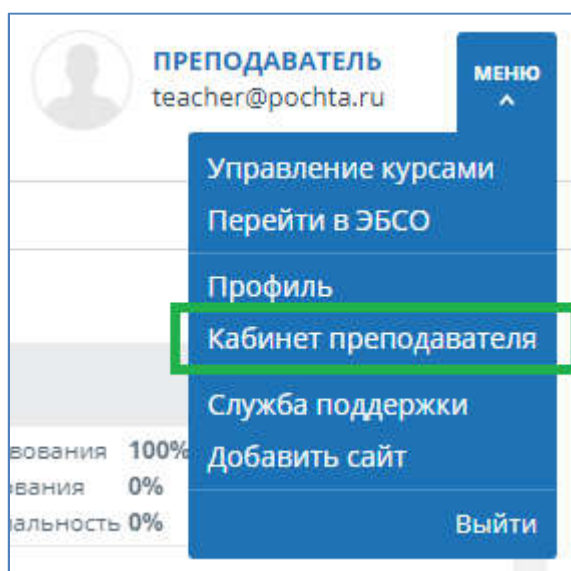 ПРЕПОДАВАТЕЛЬ
teacher@pochta.ru
МЕНЮ
Управление курсами
Перейти в ЭБСО
Профиль
Кабинет преподавателя
Служба поддержки
Добавить сайт
Выйти
100%
0%
0%